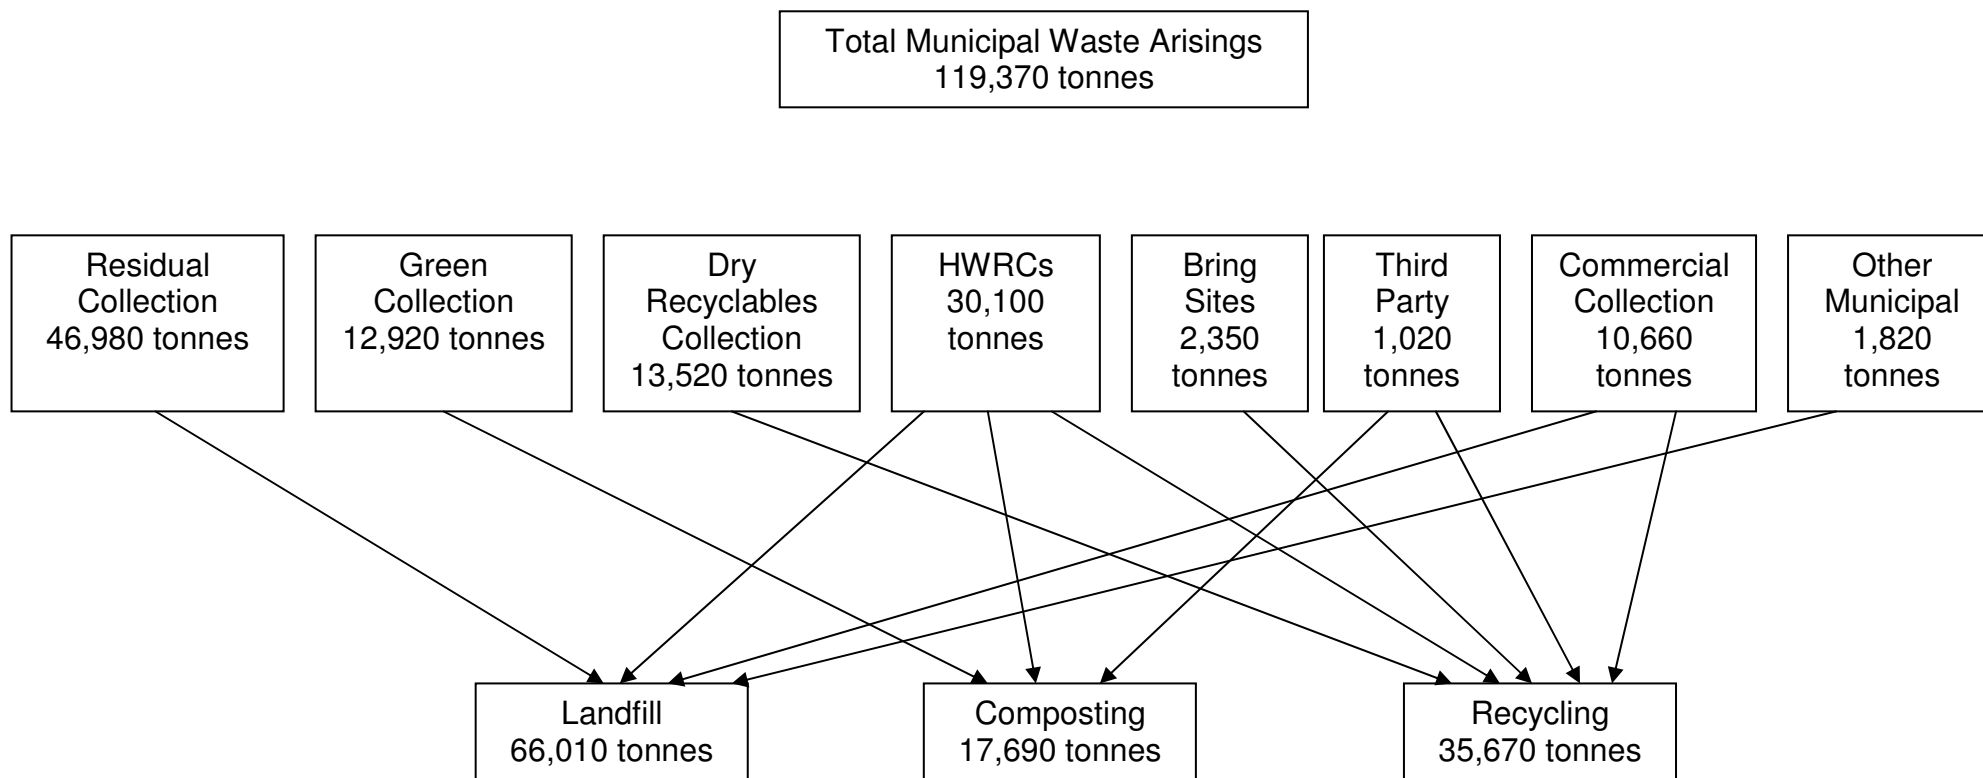 Total Municipal Waste Arisings
119,370 tonnes
Residual
Collection
46,980 tonnes
Green
Collection
12,920 tonnes
Dry
Recyclables
Collection
13,520 tonnes
HWRCs
30,100
tonnes
Bring
Sites
2,350
tonnes
Third
Party
1,020
tonnes
Commercial
Collection
10,660
tonnes
Other
Municipal
1,820
tonnes
Landfill
66,010 tonnes
Composting
17,690 tonnes
Recycling
35,670 tonnes